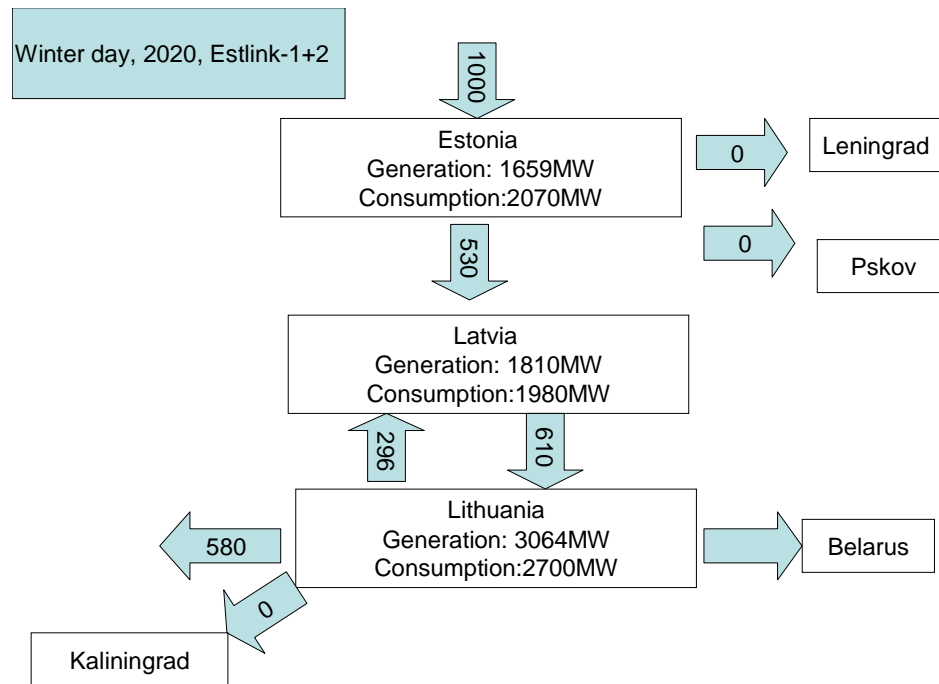 Winter day, 2020, Estlink-1+2
1000
Estonia
Generation: 1659MW
Consumption:2070MW
0
Leningrad
0
Pskov
530
Latvia
Generation: 1810MW
Consumption:1980MW
296
610
Lithuania
Generation: 3064MW
Consumption:2700MW
580
Belarus
0
Kaliningrad